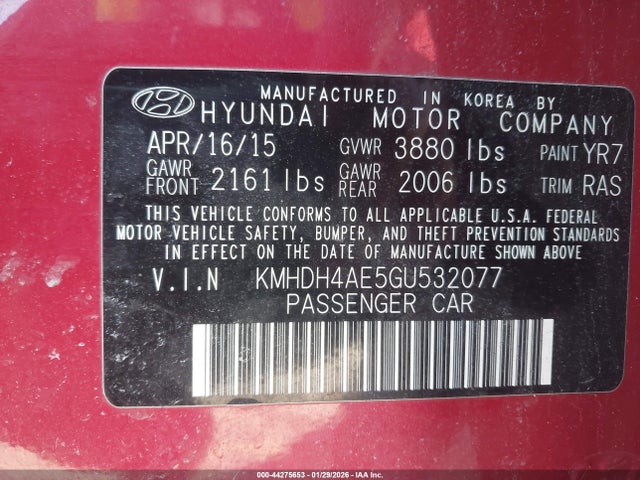 MANUFACTURED IN KOREA BY
HYUNDAI MOTOR COMPANY
APR/16/15 GVWR 3880 lbs PAINT YR7
GAWR FRONT 2161 lbs GAWR REAR 2006 lbs TRIM RAS
THIS VEHICLE CONFORMS TO ALL APPLICABLE U.S.A. FEDERAL
MOTOR VEHICLE SAFETY, BUMPER, AND THEFT PREVENTION STANDARDS
IN EFFECT ON THE DATE OF MANUFACTURE SHOWN ABOVE.
V.I.N KMHDH4AE5GU532077
PASSENGER CAR
000-44275653 - 01/29/2026 - IAA Inc.